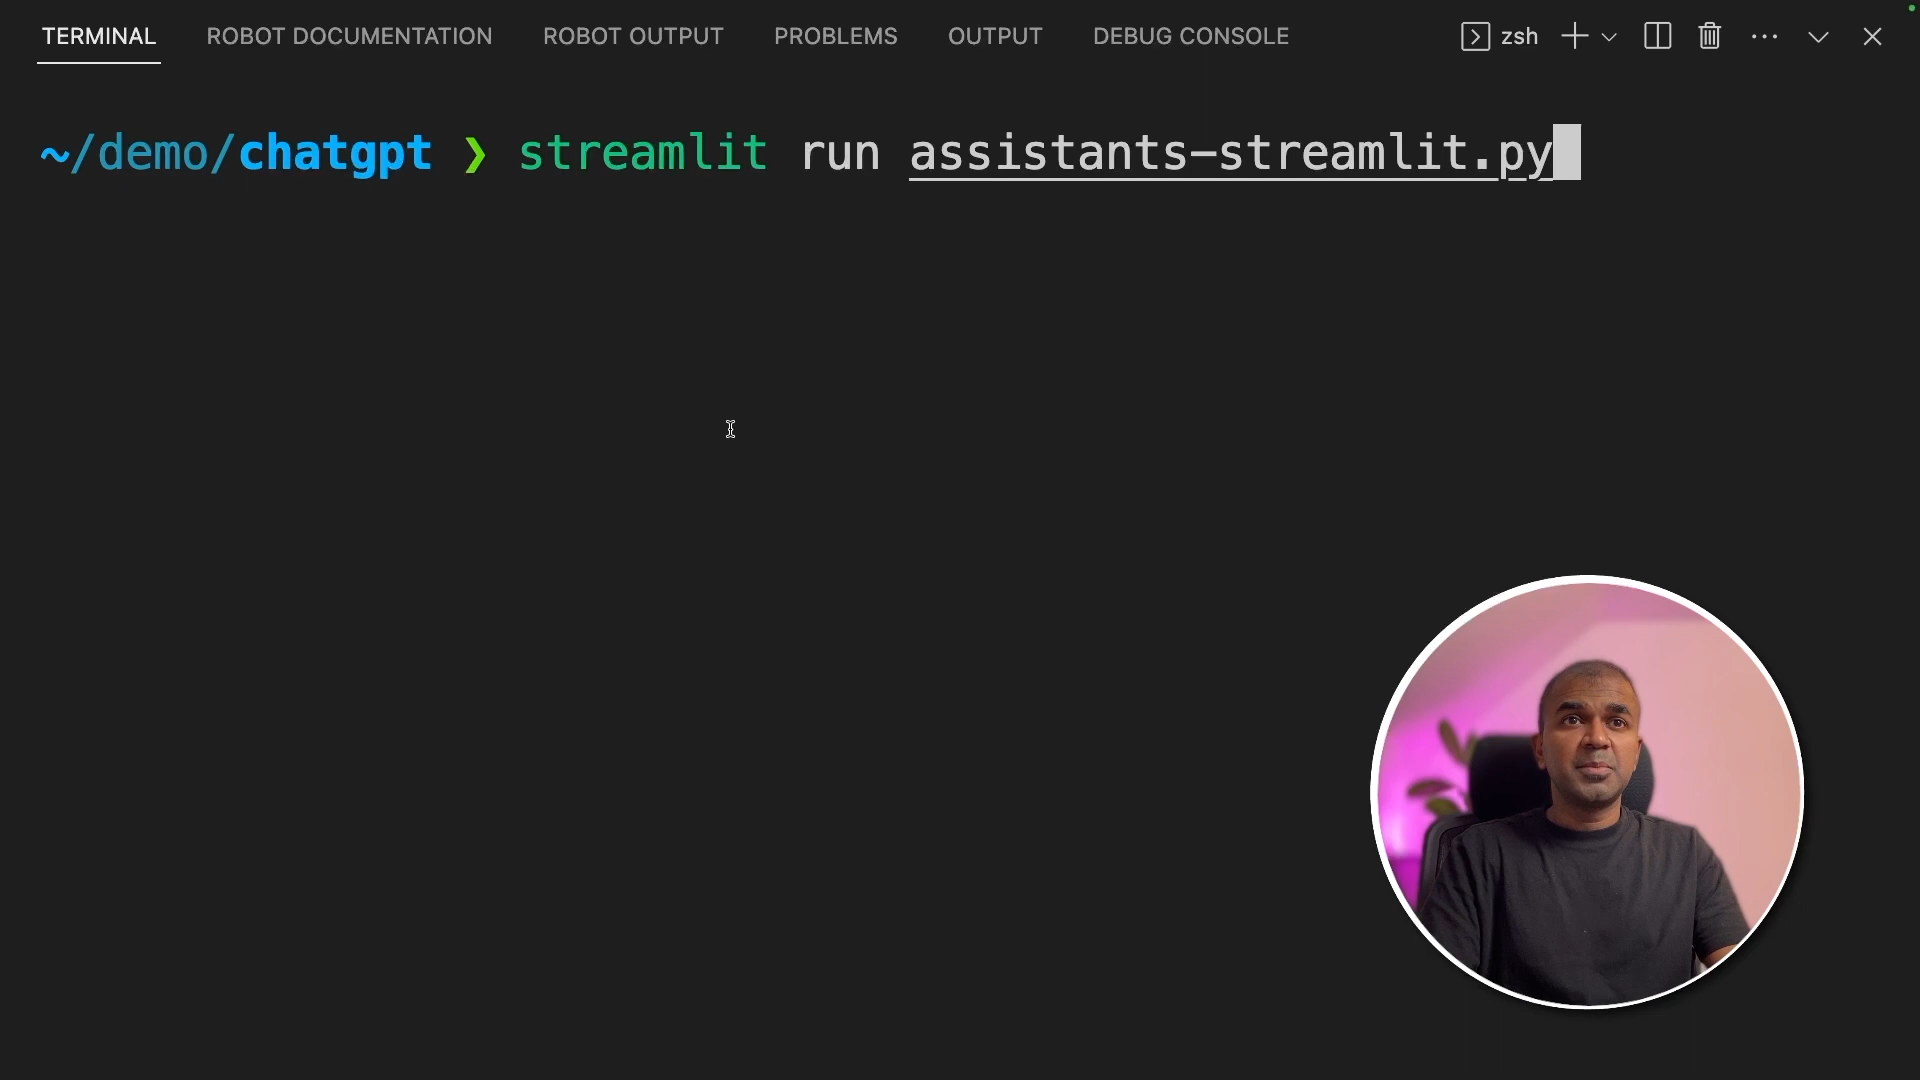 TERMINAL ROBOT DOCUMENTATION ROBOT OUTPUT PROBLEMS OUTPUT DEBUG CONSOLE zsh
~/demo/chatgpt ❯ streamlit run assistants-streamlit.py